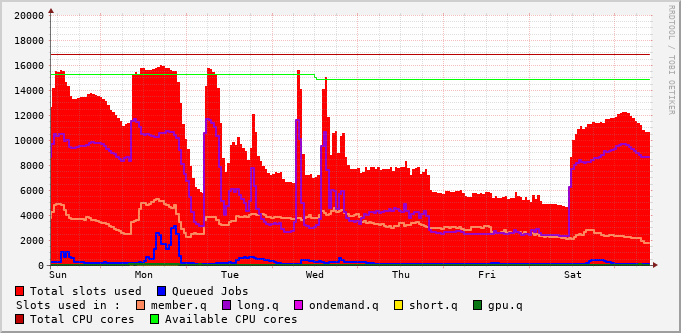 20000
18000
16000
14000
12000
10000
8000
6000
4000
2000
0
Sun Mon Tue Wed Thu Fri Sat
RRDTOOL / TOBI OETIKER
Total slots used Queued Jobs
Slots used in : member.q long.q ondemand.q short.q gpu.q
Total CPU cores Available CPU cores